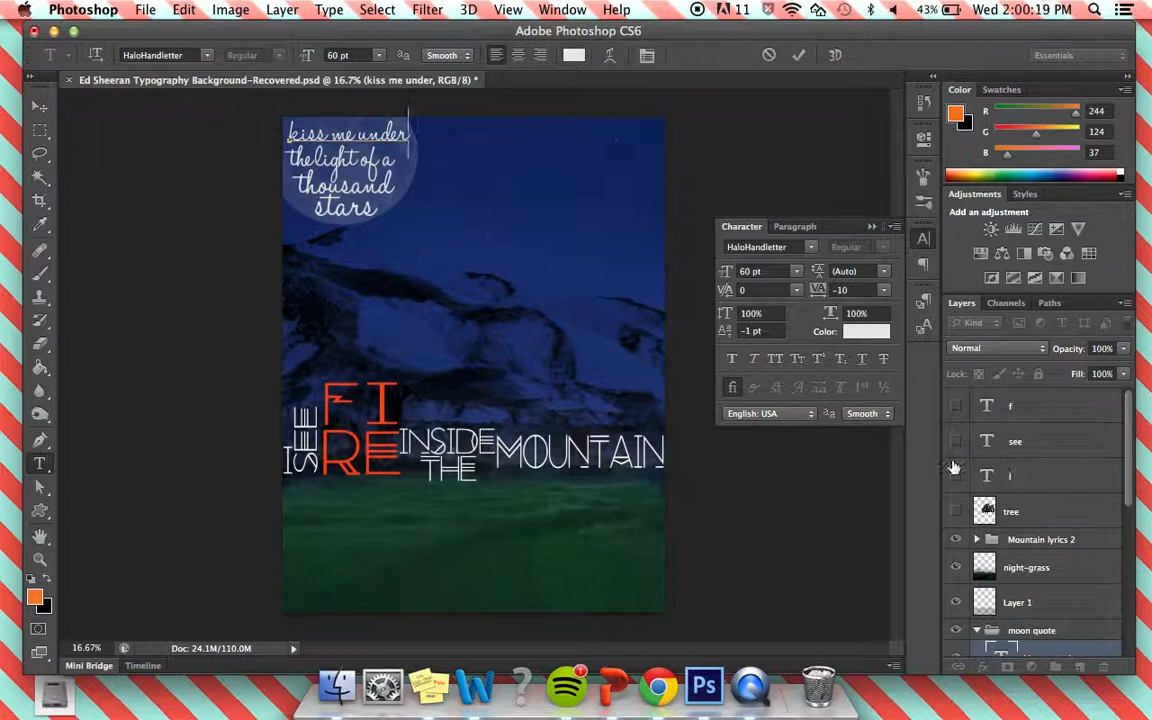 Photoshop File Edit Image Layer Type Select Filter 3D View Window Help 11 43% Wed 2:00:19 PM
Adobe Photoshop CS6
T HaloHandletter Regular 60 pt Smooth 3D Essentials
Ed Sheeran Typography Background-Recovered.psd @ 16.7% (kiss me under, RGB/8) *
kiss me under
the light of a
thousand
stars
I SEE FIRE INSIDE THE MOUNTAIN
Color Swatches
R 244
G 124
B 37
Adjustments Styles
Add an adjustment
Character Paragraph
HaloHandletter Regular
60 pt (Auto)
0 -10
100% 100%
-1 pt Color:
English: USA Smooth
Layers Channels Paths
Kind
Normal Opacity: 100%
Lock: Fill: 100%
T f
T see
T i
tree
Mountain lyrics 2
night-grass
Layer 1
moon quote
16.67% Doc: 24.1M/110.0M
Mini Bridge Timeline
Ps